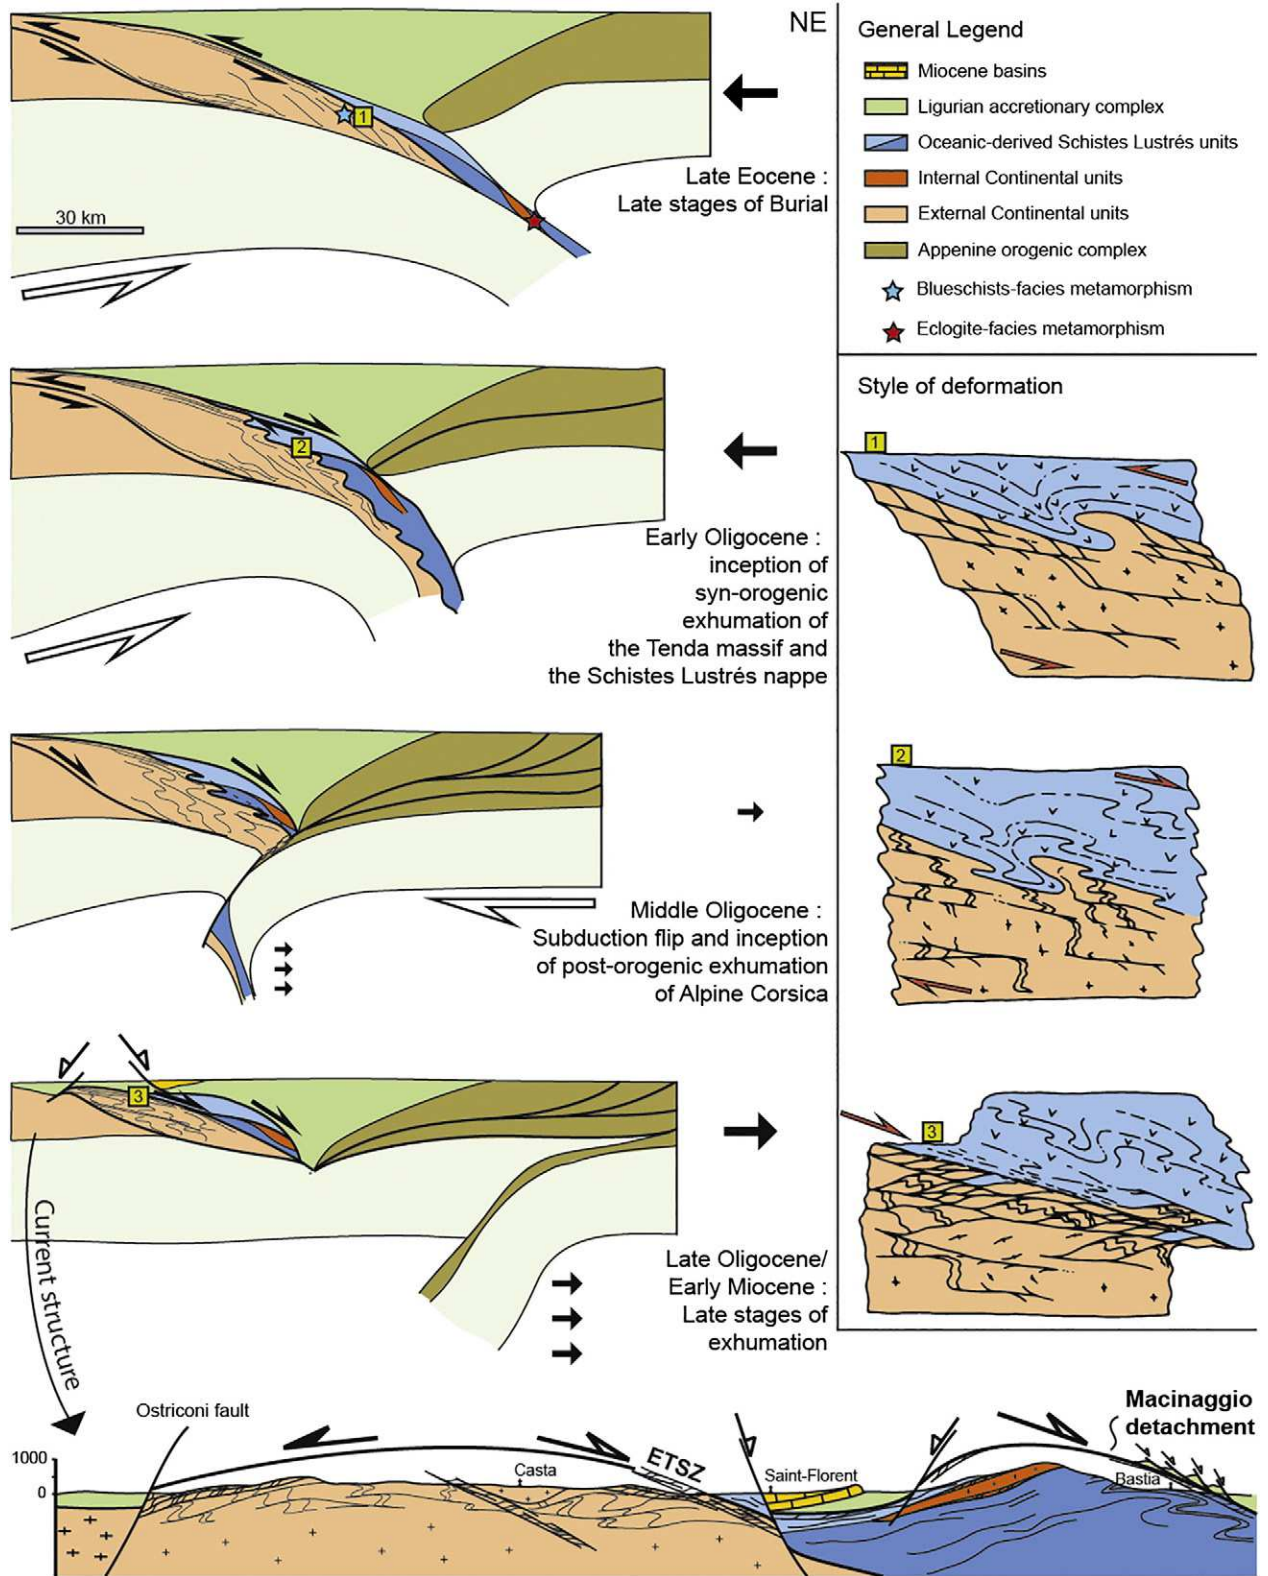 NE
1
30 km
Late Eocene :
Late stages of Burial
General Legend
Miocene basins
Ligurian accretionary complex
Oceanic-derived Schistes Lustrés units
Internal Continental units
External Continental units
Appenine orogenic complex
Blueschists-facies metamorphism
Eclogite-facies metamorphism
2
Early Oligocene :
inception of
syn-orogenic
exhumation of
the Tenda massif and
the Schistes Lustrés nappe
Style of deformation
1
Middle Oligocene :
Subduction flip and inception
of post-orogenic exhumation
of Alpine Corsica
2
3
Late Oligocene/
Early Miocene :
Late stages of
exhumation
3
Current structure
Ostriconi fault
1000
0
Casta
ETSZ
Saint-Florent
Macinaggio
detachment
Bastia